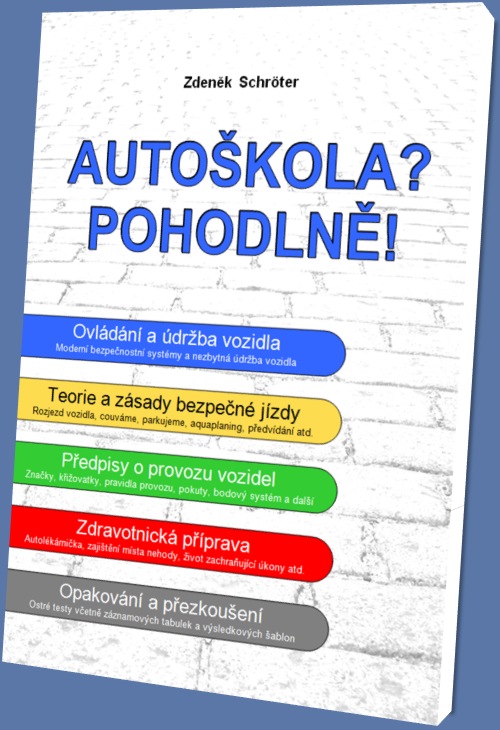 Zdeněk Schröter
AUTOŠKOLA?
POHODLNĚ!
Ovládání a údržba vozidla
Moderní bezpečnostní systémy a nezbytná údržba vozidla
Teorie a zásady bezpečné jízdy
Rozjezd vozidla, couváme, parkujeme, aquaplaning, předvídání atd.
Předpisy o provozu vozidel
Značky, křižovatky, pravidla provozu, pokuty, bodový systém a další
Zdravotnická příprava
Autolékárnička, zajištění místa nehody, život zachraňující úkony atd.
Opakování a přezkoušení
Ostré testy včetně záznamových tabulek a výsledkových šablon